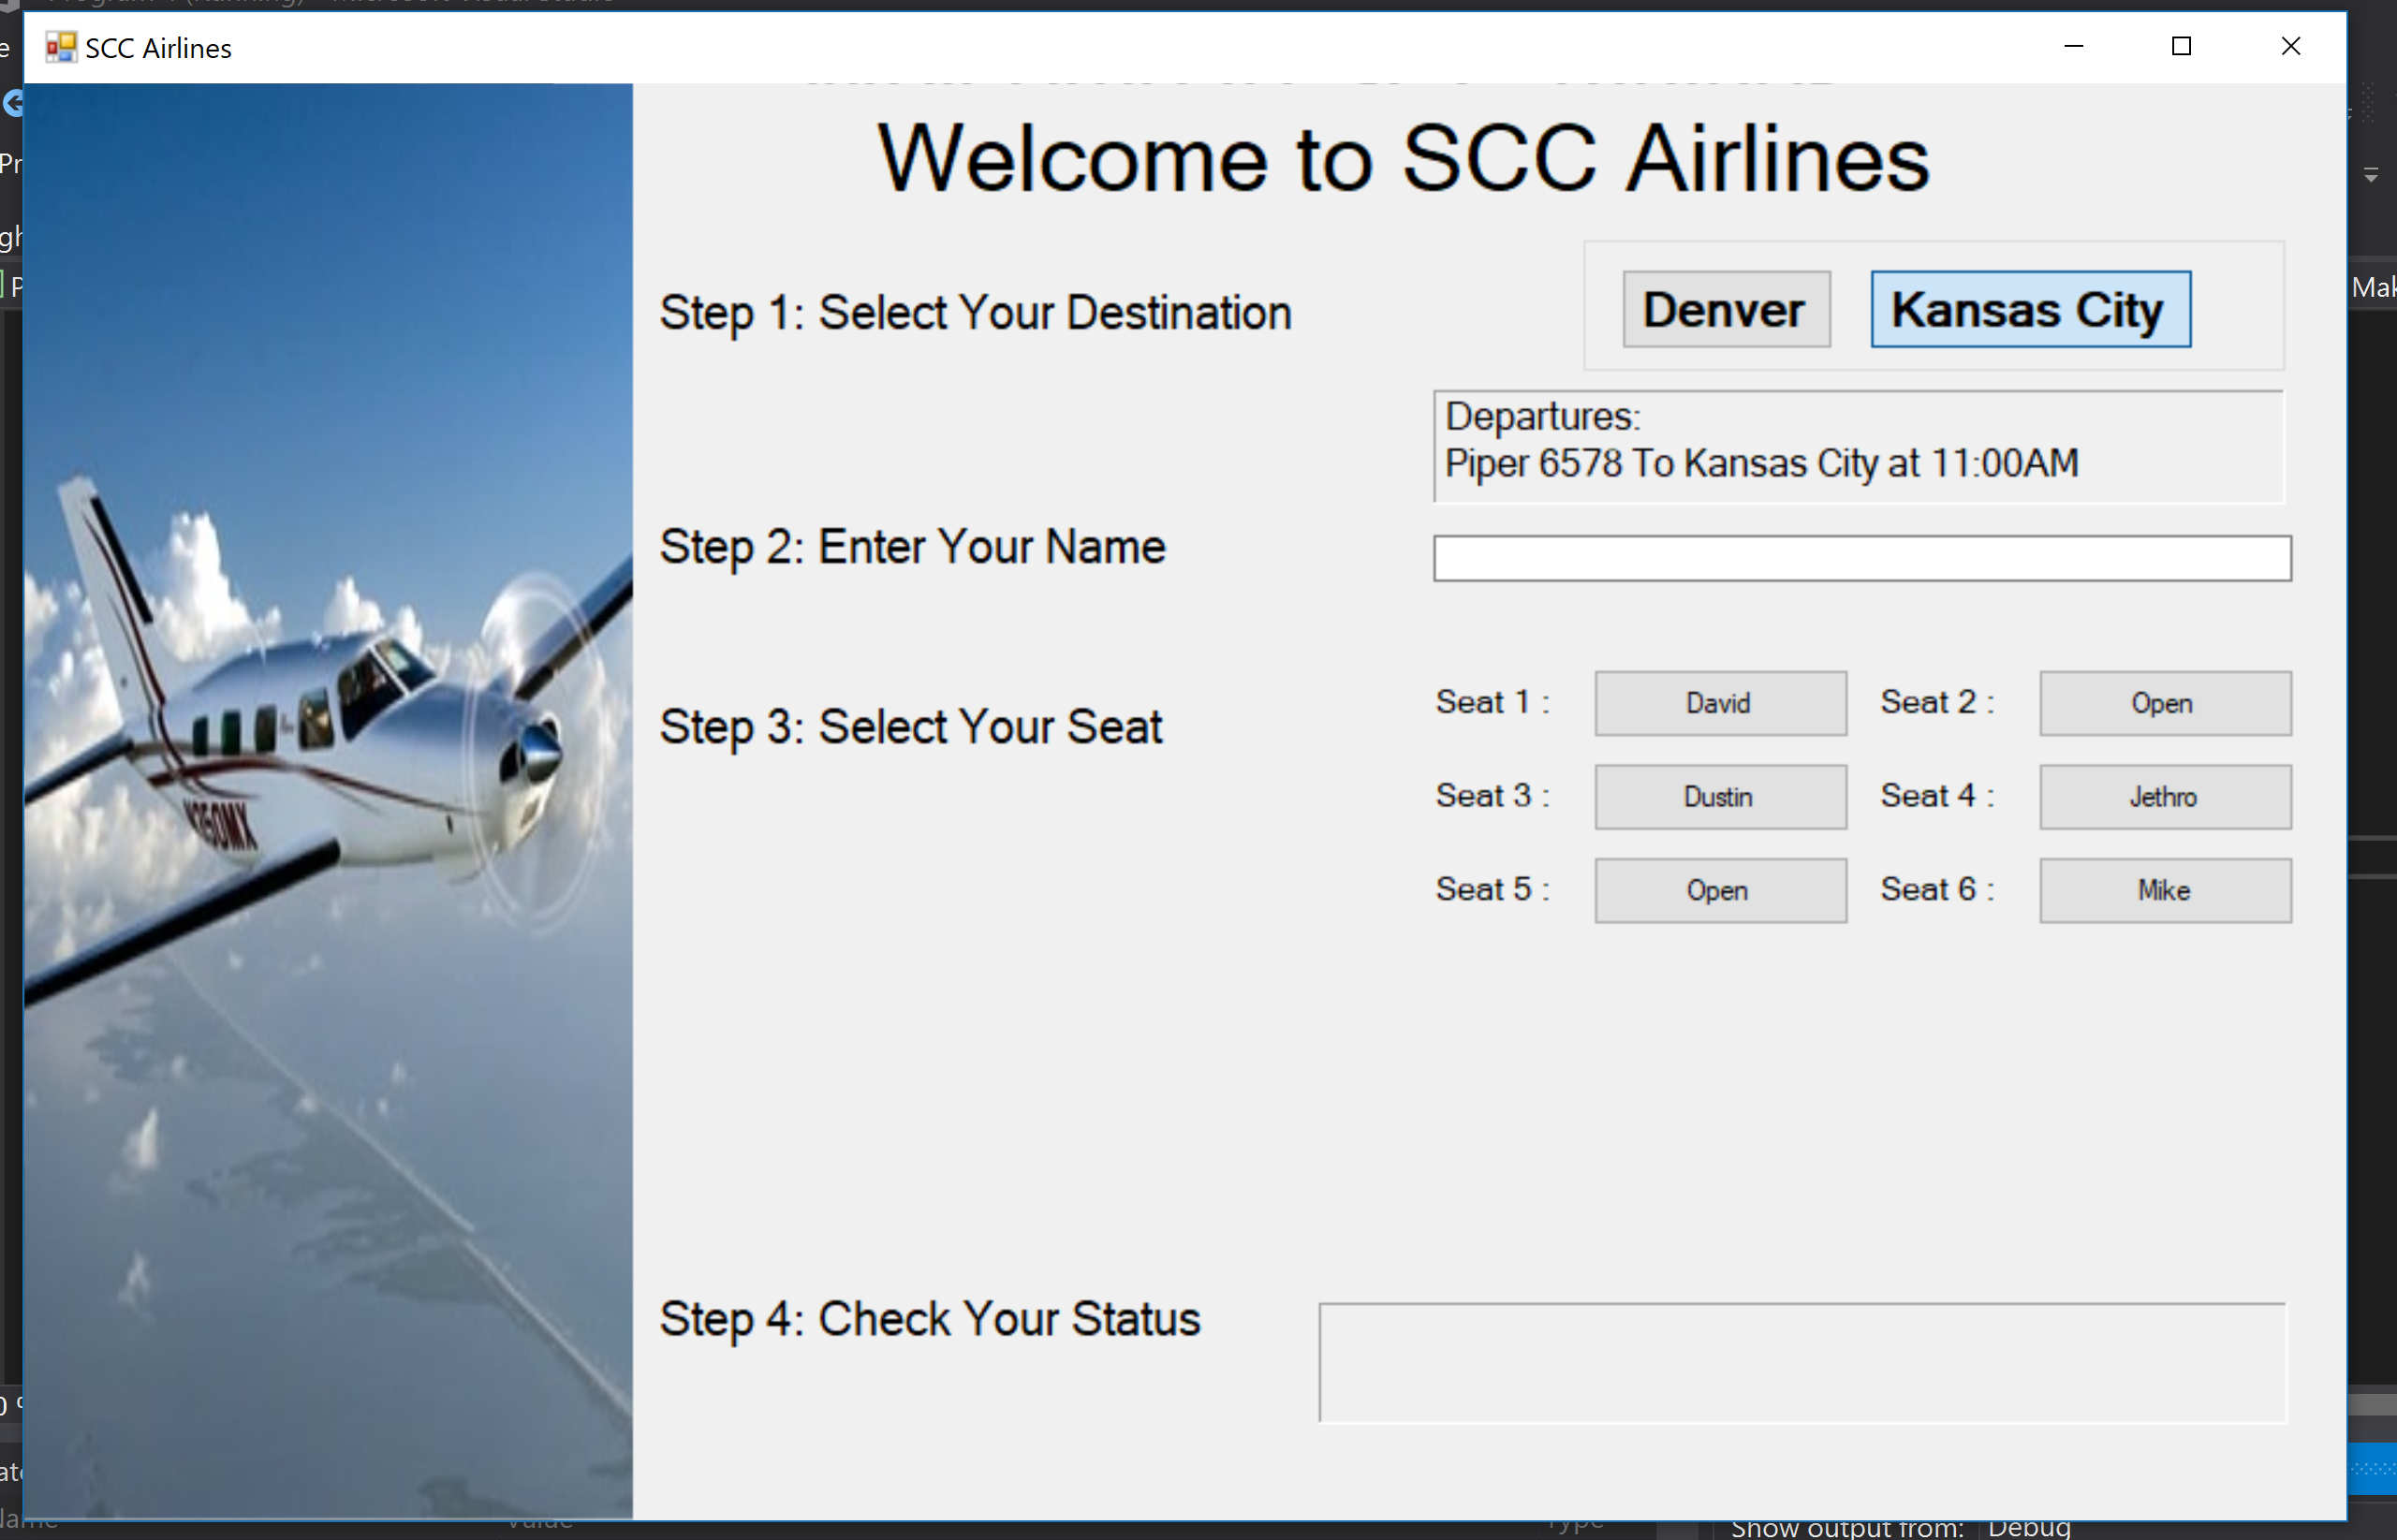 SCC Airlines
Welcome to SCC Airlines
Step 1: Select Your Destination
Denver
Kansas City
Departures:
Piper 6578 To Kansas City at 11:00AM
Step 2: Enter Your Name
Step 3: Select Your Seat
Seat 1 : David
Seat 2 : Open
Seat 3 : Dustin
Seat 4 : Jethro
Seat 5 : Open
Seat 6 : Mike
Step 4: Check Your Status
Show output from: Debug